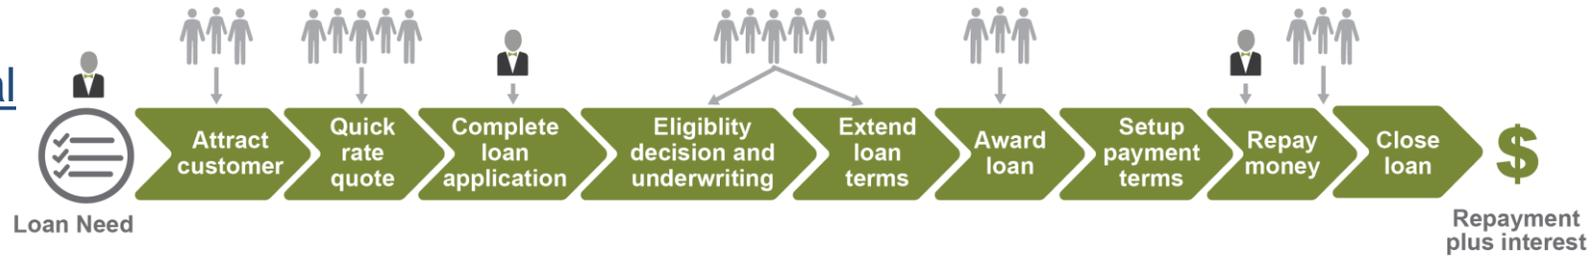 al
Loan Need
Attract
customer
Quick
rate
quote
Complete
loan
application
Eligiblity
decision and
underwriting
Extend
loan
terms
Award
loan
Setup
payment
terms
Repay
money
Close
loan
$
Repayment
plus interest